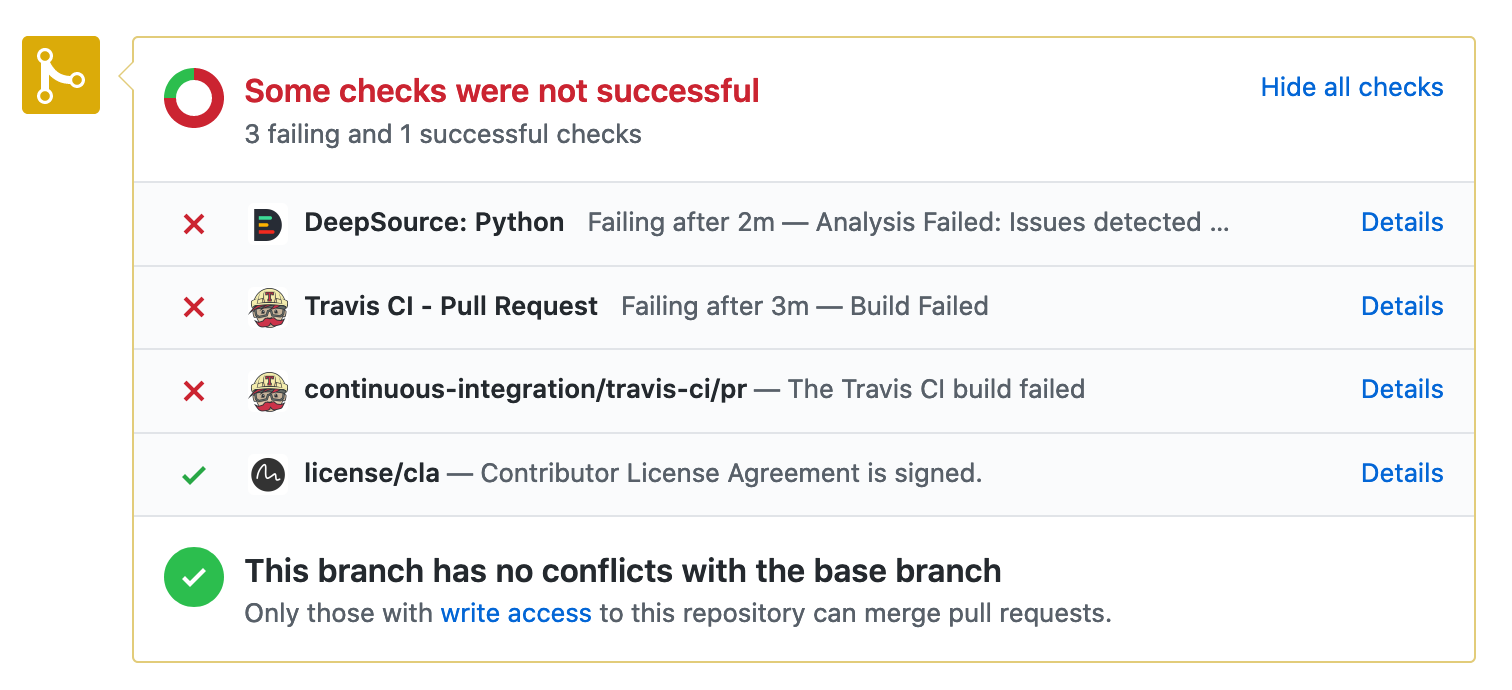 Some checks were not successful
Hide all checks
3 failing and 1 successful checks
DeepSource: Python Failing after 2m — Analysis Failed: Issues detected ... Details
Travis CI - Pull Request Failing after 3m — Build Failed Details
continuous-integration/travis-ci/pr — The Travis CI build failed Details
license/cla — Contributor License Agreement is signed. Details
This branch has no conflicts with the base branch
Only those with write access to this repository can merge pull requests.